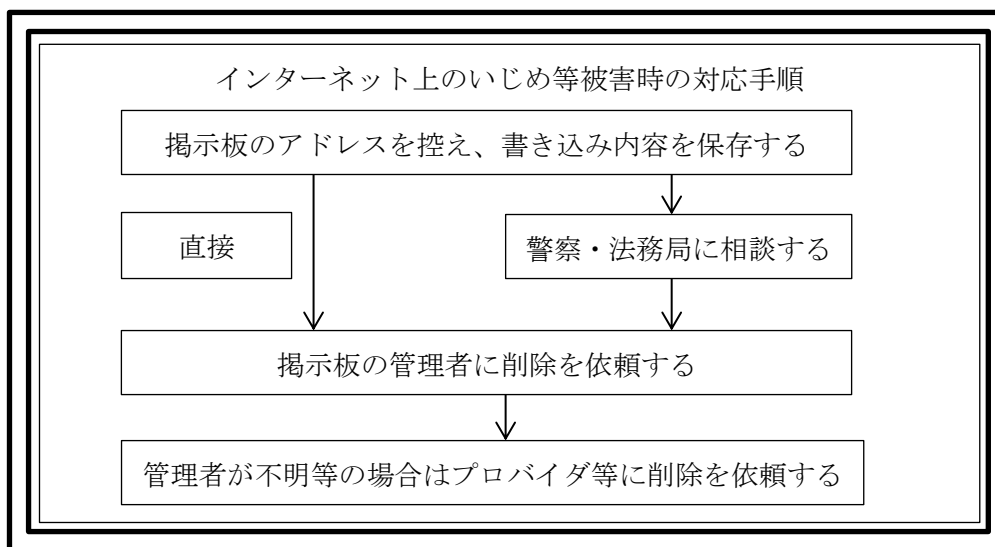 インターネット上のいじめ等被害時の対応手順
掲示板のアドレスを控え、書き込み内容を保存する
直接
警察・法務局に相談する
掲示板の管理者に削除を依頼する
管理者が不明等の場合はプロバイダ等に削除を依頼する